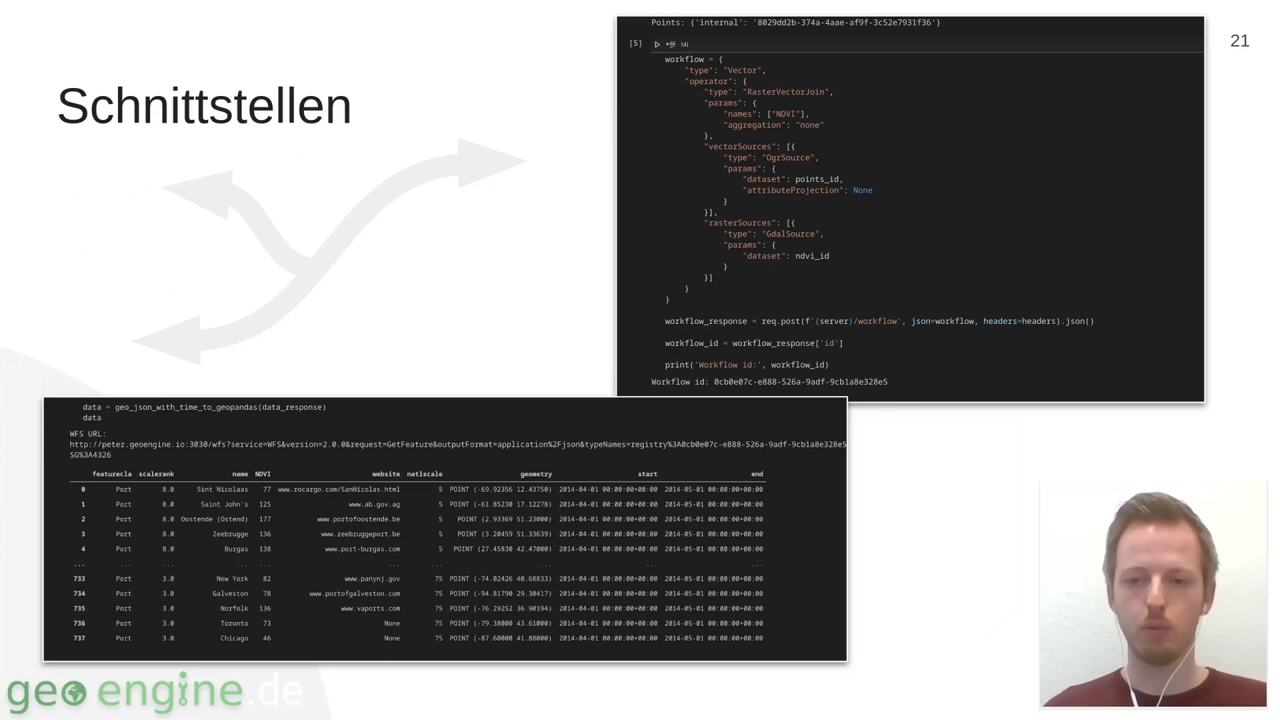 21
Schnittstellen
Points: {'internal': '8029dd2b-374a-4aae-af9f-3c52e7931f36'}
[5]
workflow = {
"type": "Vector",
"operator": {
"type": "RasterVectorJoin",
"params": {
"names": ["NDVI"],
"aggregation": "none"
},
"vectorSources": [{
"type": "OgrSource",
"params": {
"dataset": points_id,
"attributeProjection": None
}
}],
"rasterSources": [{
"type": "GdalSource",
"params": {
"dataset": ndvi_id
}
}]
}
}
workflow_response = req.post(f'{server}/workflow', json=workflow, headers=headers).json()
workflow_id = workflow_response['id']
print('Workflow id:', workflow_id)
Workflow id: 0cb0e07c-e888-526a-9adf-9cb1a8e328e5
data = geo_json_with_time_to_geopandas(data_response)
data
WFS URL:
http://peter.geoengine.io:3030/wfs?service=WFS&version=2.0.0&request=GetFeature&outputFormat=application%2Fjson&typeNames=registry%3A0cb0e07c-e888-526a-9adf-9cb1a8e328e5
SG%3A4326
featurecla scalerank name NDVI website natlscale geometry start end
0 Port 8.0 Sint Nicolaas 77 www.rocargo.com/SanNicolas.html 5 POINT (-69.92356 12.43750) 2014-04-01 00:00:00+00:00 2014-05-01 00:00:00+00:00
1 Port 8.0 Saint John's 125 www.ab.gov.ag 5 POINT (-61.85230 17.12278) 2014-04-01 00:00:00+00:00 2014-05-01 00:00:00+00:00
2 Port 8.0 Oostende (Ostend) 177 www.portofoostende.be 5 POINT (2.93369 51.23000) 2014-04-01 00:00:00+00:00 2014-05-01 00:00:00+00:00
3 Port 8.0 Zeebrugge 136 www.zeebruggeport.be 5 POINT (3.20459 51.33639) 2014-04-01 00:00:00+00:00 2014-05-01 00:00:00+00:00
4 Port 8.0 Burgas 138 www.port-burgas.com 5 POINT (27.45830 42.47000) 2014-04-01 00:00:00+00:00 2014-05-01 00:00:00+00:00
... ... ... ... ... ... ... ... ... ...
733 Port 3.0 New York 82 www.panynj.gov 75 POINT (-74.02426 40.68833) 2014-04-01 00:00:00+00:00 2014-05-01 00:00:00+00:00
734 Port 3.0 Galveston 78 www.portofgalveston.com 75 POINT (-94.81790 29.30417) 2014-04-01 00:00:00+00:00 2014-05-01 00:00:00+00:00
735 Port 3.0 Norfolk 136 www.vaports.com 75 POINT (-76.29252 36.90194) 2014-04-01 00:00:00+00:00 2014-05-01 00:00:00+00:00
736 Port 3.0 Toronto 73 None 75 POINT (-79.38000 43.61000) 2014-04-01 00:00:00+00:00 2014-05-01 00:00:00+00:00
737 Port 3.0 Chicago 46 None 75 POINT (-87.60000 41.88000) 2014-04-01 00:00:00+00:00 2014-05-01 00:00:00+00:00
geo engine.de